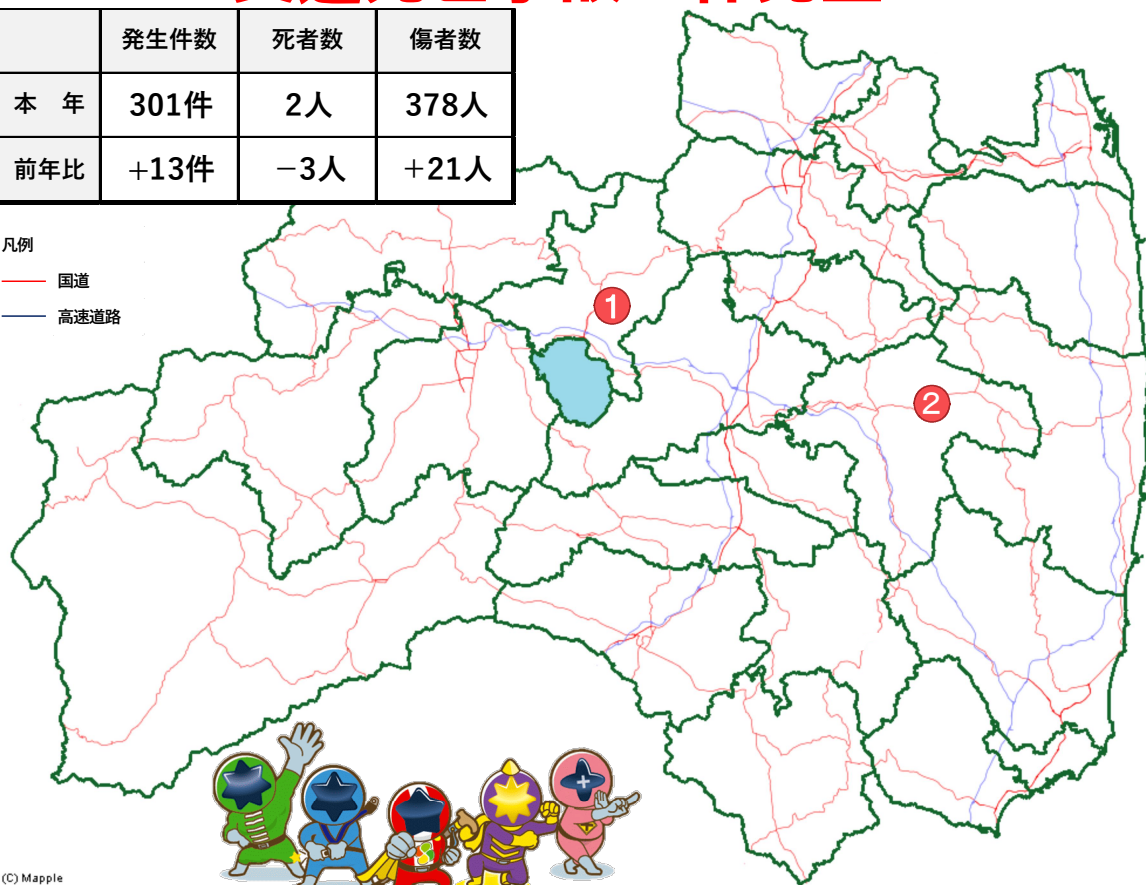 発生件数 死者数 傷者数
本 年 301件 2人 378人
前年比 +13件 −3人 +21人
凡例
国道
高速道路
1
2
(C) Mapple